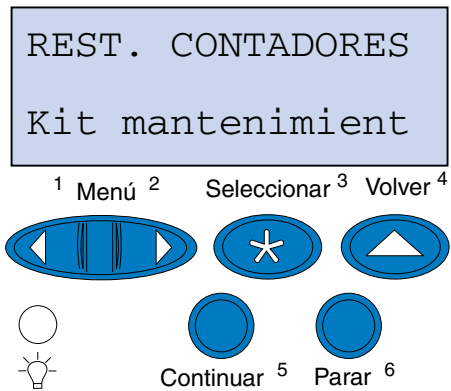 REST. CONTADORES
Kit mantenimient
1 Menú 2 Seleccionar 3 Volver 4
Continuar 5 Parar 6